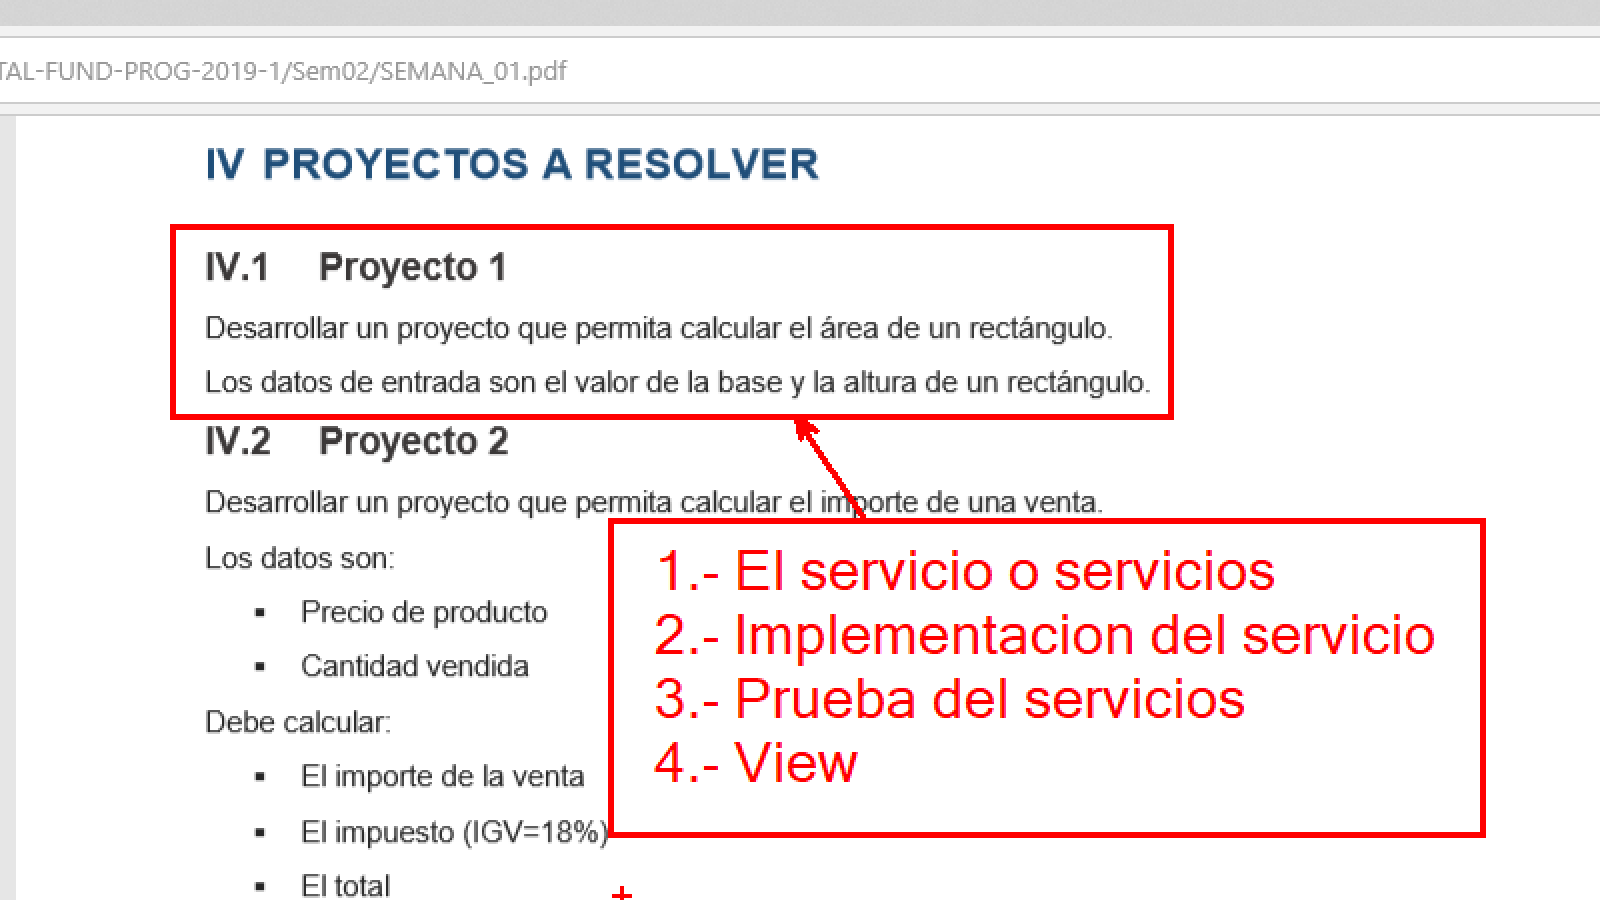 TAL-FUND-PROG-2019-1/Sem02/SEMANA_01.pdf
IV PROYECTOS A RESOLVER
IV.1 Proyecto 1
Desarrollar un proyecto que permita calcular el área de un rectángulo.
Los datos de entrada son el valor de la base y la altura de un rectángulo.
IV.2 Proyecto 2
Desarrollar un proyecto que permita calcular el importe de una venta.
Los datos son:
▪ Precio de producto
▪ Cantidad vendida
Debe calcular:
▪ El importe de la venta
▪ El impuesto (IGV=18%)
▪ El total
1.- El servicio o servicios
2.- Implementacion del servicio
3.- Prueba del servicios
4.- View